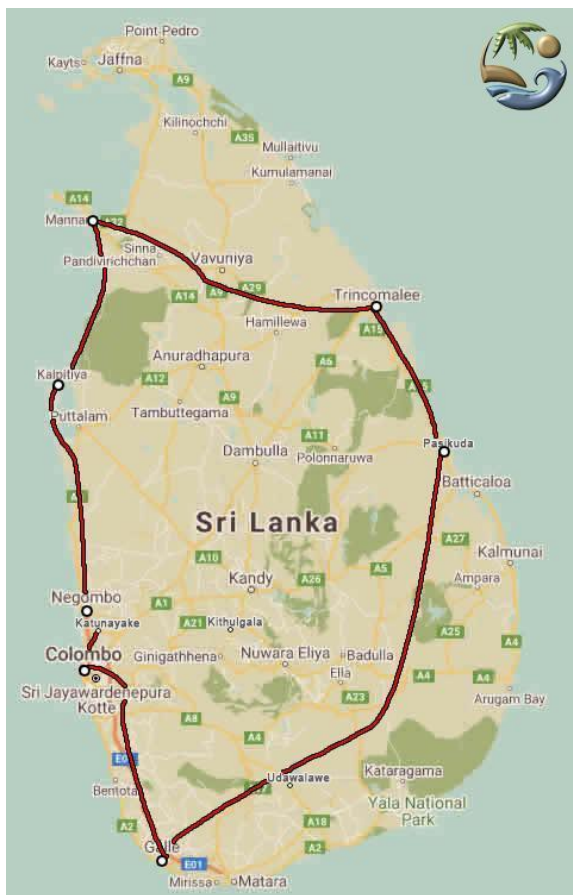 Point Pedro
Kayts
Jaffna
A9
Kilinochchi
A35
Mullaitivu
Kumulamanai
A14
Mannar
A32
Sinna
Pandivirichchan
Vavuniya
A14
A9
A29
Trincomalee
A15
Hamillewa
Anuradhapura
A6
A12
Kalpitiya
A9
Tambuttegama
Puttalam
A11
Pasikuda
Polonnaruwa
Dambulla
Batticaloa
Sri Lanka
A27
A10
A5
Kalmunai
Kandy
A26
Ampara
Negombo
A1
Katunayake
A21
Kithulgala
A25
A4
Colombo
Ginigathhena
Nuwara Eliya
Badulla
Ella
A4
A4
Sri Jayawardenepura
Kotte
A23
Arugam Bay
A8
A4
Udawalawe
Kataragama
Bentota
Yala National
Park
A2
A18
A2
Galle
E01
Mirissa
Matara